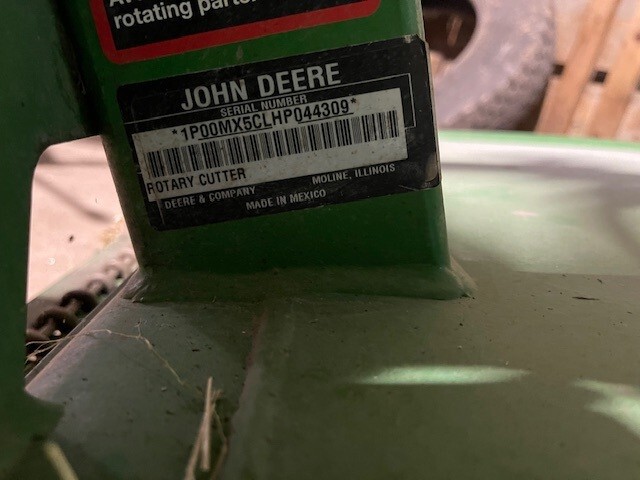 rotating parts.
JOHN DEERE
SERIAL NUMBER
*1P00MX5CLHP044309*
ROTARY CUTTER
DEERE & COMPANY MOLINE, ILLINOIS
MADE IN MEXICO